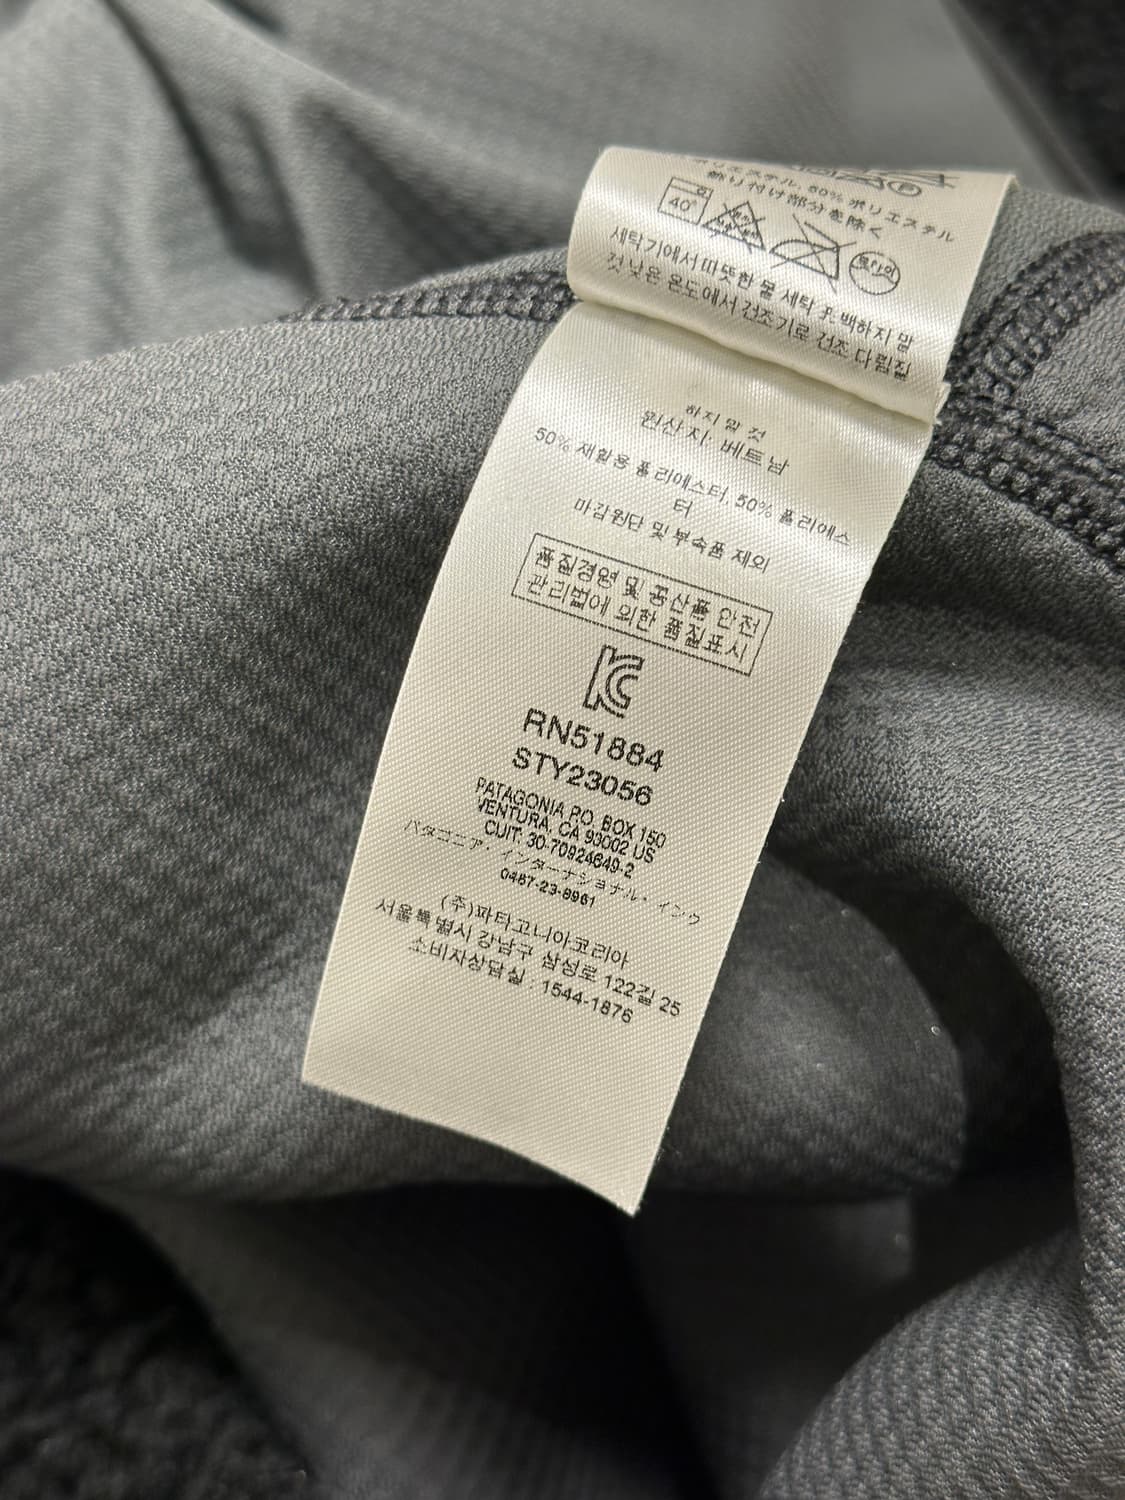 ポリエステル, 50% ポリエステル
飾り付け部分を除く
40°
세탁기에서 따뜻한 물 세탁 표백하지 말
것 낮은 온도에서 건조기로 건조 다림질
하지 말 것
원산지: 베트남
50% 재활용 폴리에스터, 50% 폴리에스
터
마감원단 및 부속품 제외
품질경영 및 공산품 안전
관리법에 의한 품질표시
KC
RN51884
STY23056
PATAGONIA P.O. BOX 150
VENTURA, CA 93002 US
CUIT: 30-70924649-2
パタゴニア・インターナショナル・インク
0467-23-8961
(주)파타고니아코리아
서울특별시 강남구 삼성로 122길 25
소비자상담실 : 1544-1876